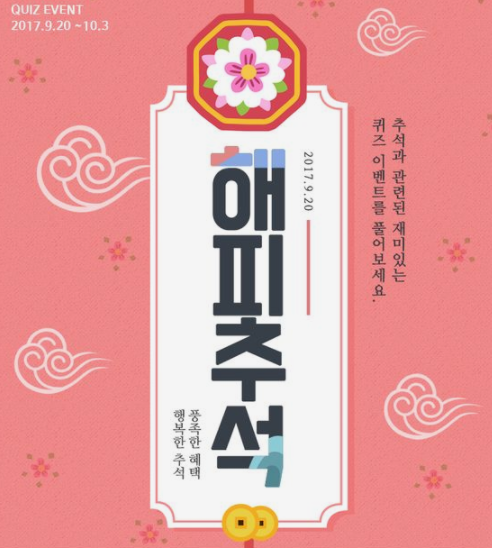 QUIZ EVENT
2017.9.20 ~10.3
추석과 관련된 재미있는
퀴즈 이벤트를 풀어보세요.
2017.9.20
해피추석
풍족한 혜택
행복한 추석